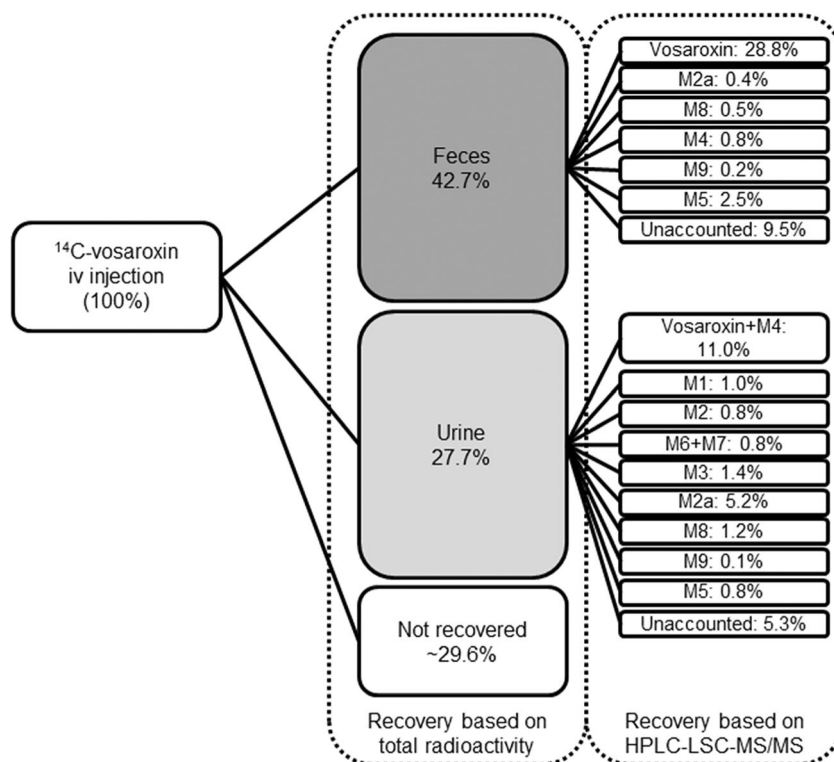 ¹⁴C-vosaroxin
iv injection
(100%)
Feces
42.7%
Urine
27.7%
Not recovered
~29.6%
Recovery based on
total radioactivity
Vosaroxin: 28.8%
M2a: 0.4%
M8: 0.5%
M4: 0.8%
M9: 0.2%
M5: 2.5%
Unaccounted: 9.5%
Vosaroxin+M4:
11.0%
M1: 1.0%
M2: 0.8%
M6+M7: 0.8%
M3: 1.4%
M2a: 5.2%
M8: 1.2%
M9: 0.1%
M5: 0.8%
Unaccounted: 5.3%
Recovery based on
HPLC-LSC-MS/MS